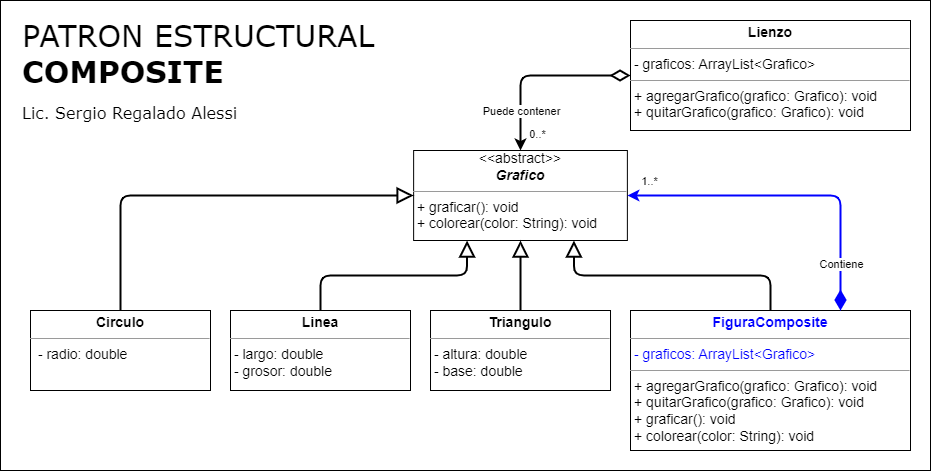 PATRON ESTRUCTURAL
COMPOSITE
Lic. Sergio Regalado Alessi
Lienzo
- graficos: ArrayList<Grafico>
+ agregarGrafico(grafico: Grafico): void
+ quitarGrafico(grafico: Grafico): void
Puede contener
0..*
<<abstract>>
Grafico
+ graficar(): void
+ colorear(color: String): void
1..*
Contiene
Circulo
- radio: double
Linea
- largo: double
- grosor: double
Triangulo
- altura: double
- base: double
FiguraComposite
- graficos: ArrayList<Grafico>
+ agregarGrafico(grafico: Grafico): void
+ quitarGrafico(grafico: Grafico): void
+ graficar(): void
+ colorear(color: String): void